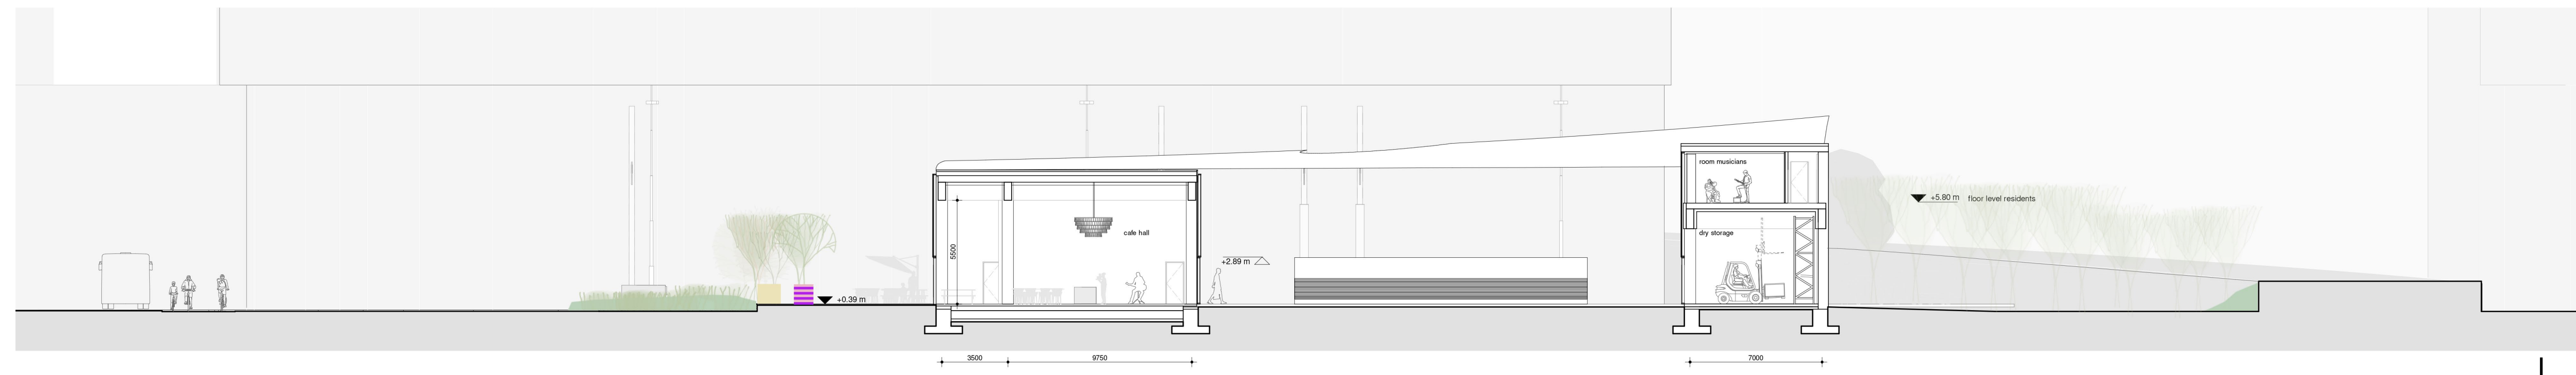 room musicians
+5.80 m floor level residents
cafe hall
dry storage
5500
+2.89 m
+0.39 m
3500 9750 7000